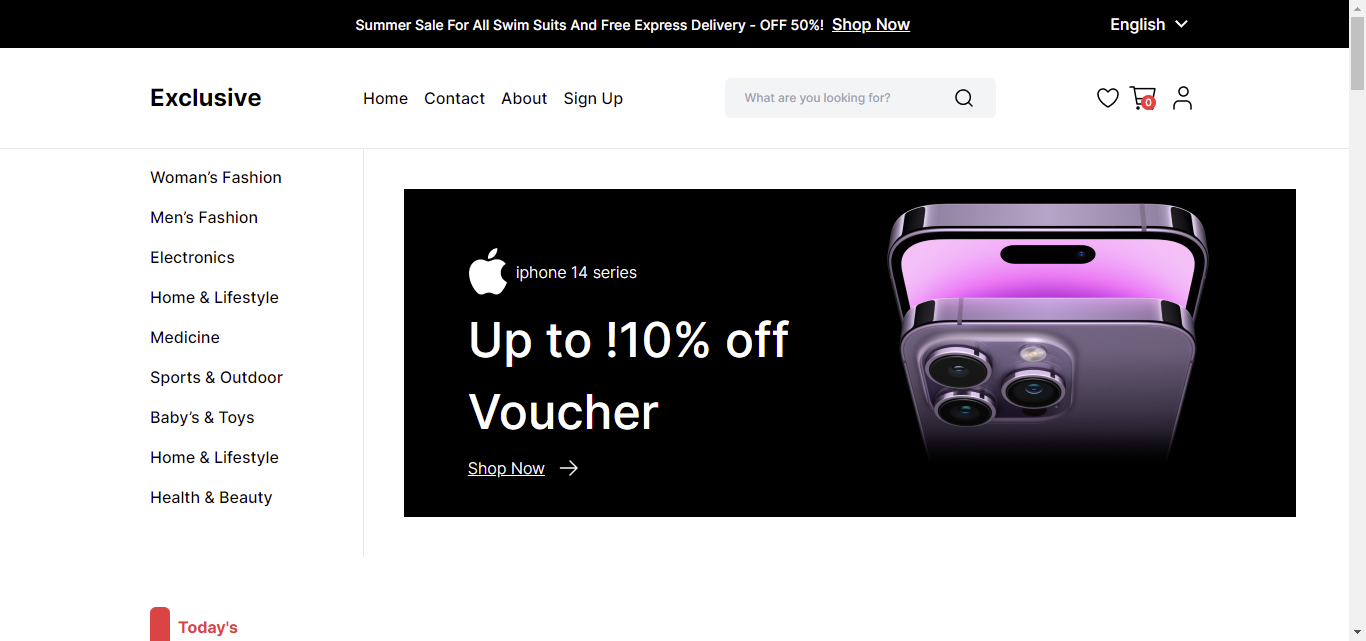 Summer Sale For All Swim Suits And Free Express Delivery - OFF 50%! Shop Now
English
Exclusive
Home Contact About Sign Up
What are you looking for?
0
Woman’s Fashion
Men’s Fashion
Electronics
Home & Lifestyle
Medicine
Sports & Outdoor
Baby’s & Toys
Home & Lifestyle
Health & Beauty
iphone 14 series
Up to !10% off
Voucher
Shop Now
Today's